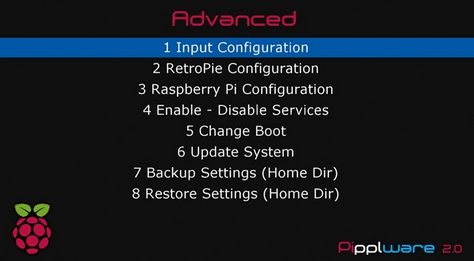 Advanced
1 Input Configuration
2 RetroPie Configuration
3 Raspberry Pi Configuration
4 Enable - Disable Services
5 Change Boot
6 Update System
7 Backup Settings (Home Dir)
8 Restore Settings (Home Dir)
Pipplware 2.0